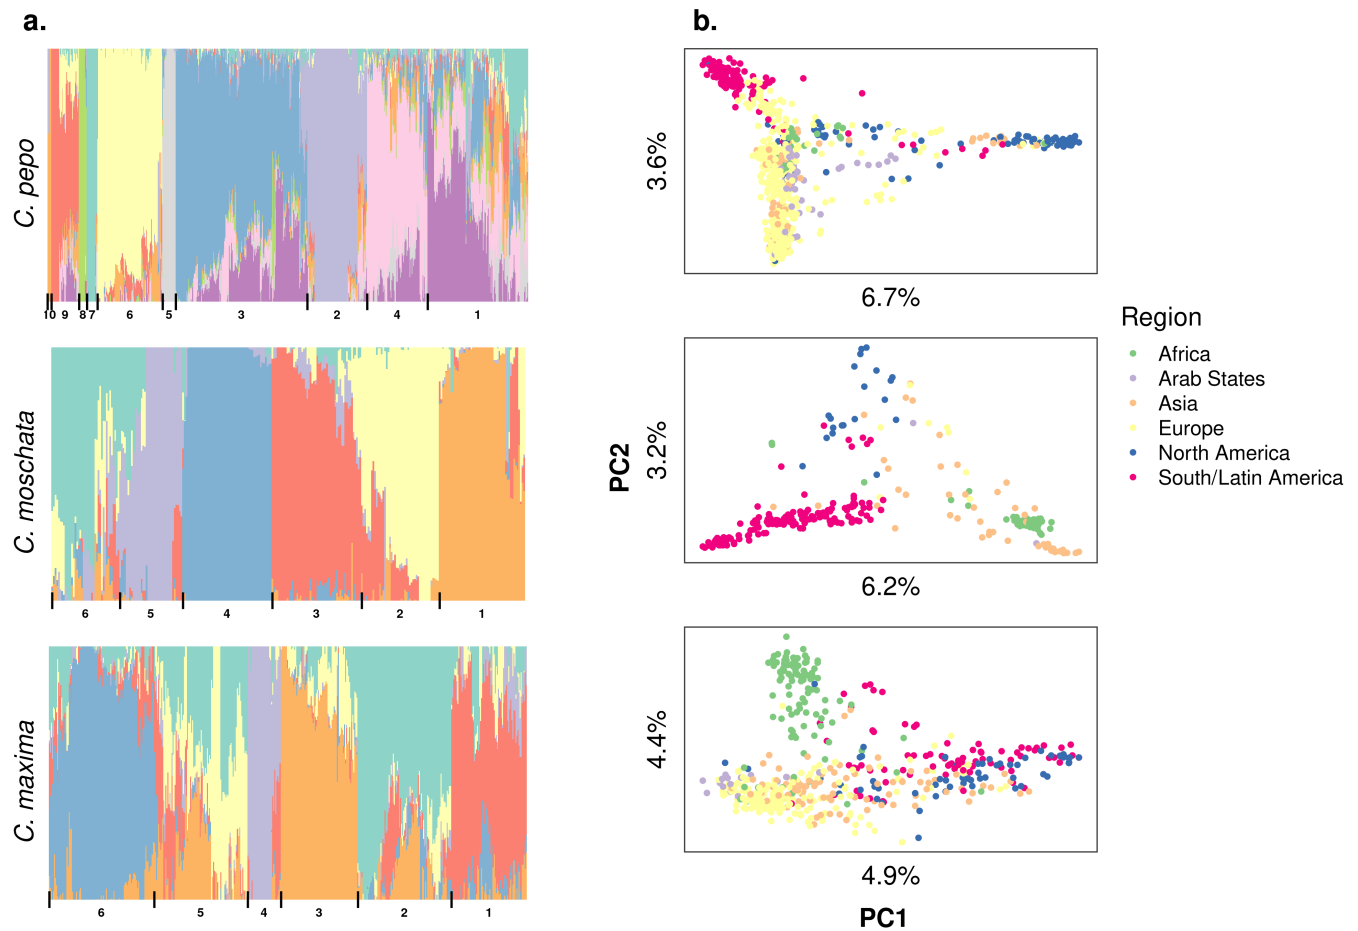 a.
b.
C. pepo
10 9 8 7 6 5 3 2 4 1
3.6%
6.7%
C. moschata
6 5 4 3 2 1
PC2
3.2%
6.2%
C. maxima
6 5 4 3 2 1
4.4%
4.9%
PC1
Region
Africa
Arab States
Asia
Europe
North America
South/Latin America